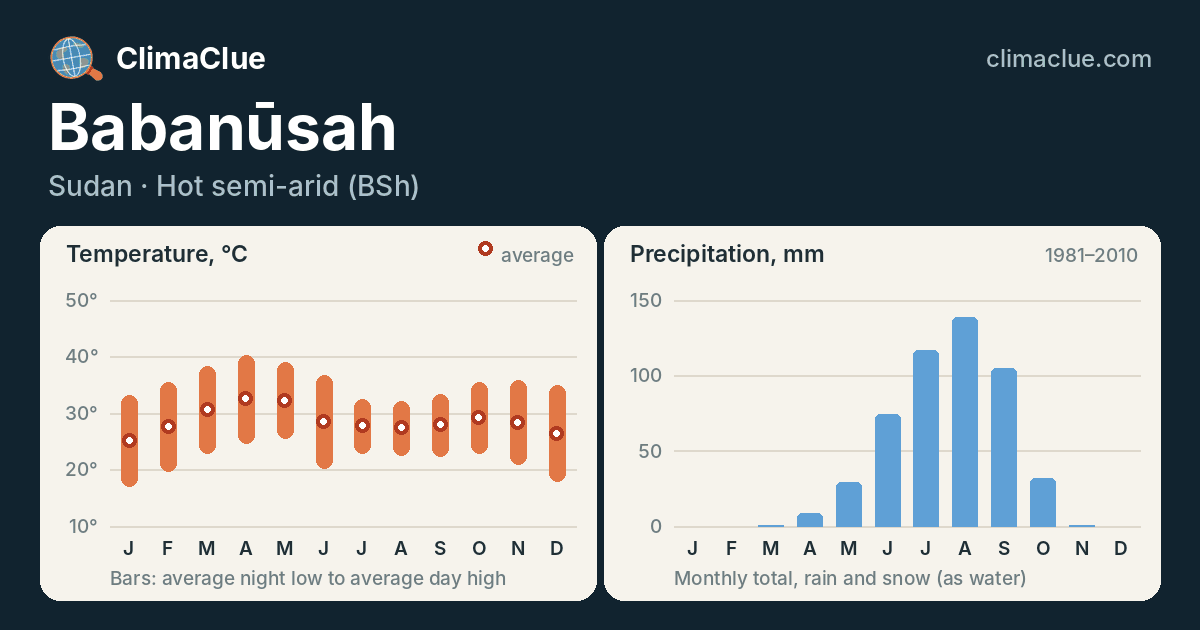 ClimaClue
climaclue.com
Babanūsah
Sudan · Hot semi-arid (BSh)
Temperature, °C
average
50°
40°
30°
20°
10°
J F M A M J J A S O N D
Bars: average night low to average day high
Precipitation, mm
1981–2010
150
100
50
0
J F M A M J J A S O N D
Monthly total, rain and snow (as water)